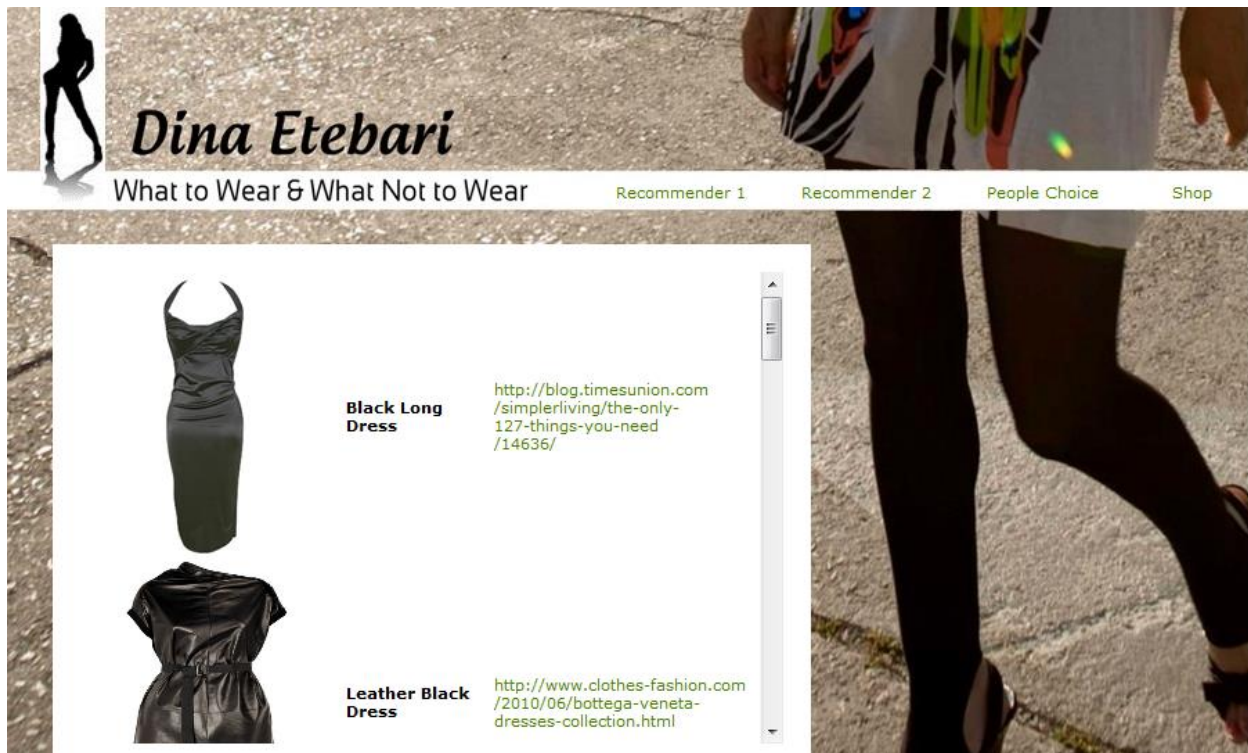 Dina Etebari
What to Wear & What Not to Wear
Recommender 1 Recommender 2 People Choice Shop
Black Long
Dress
http://blog.timesunion.com
/simplerliving/the-only-
127-things-you-need
/14636/
Leather Black
Dress
http://www.clothes-fashion.com
/2010/06/bottega-veneta-
dresses-collection.html